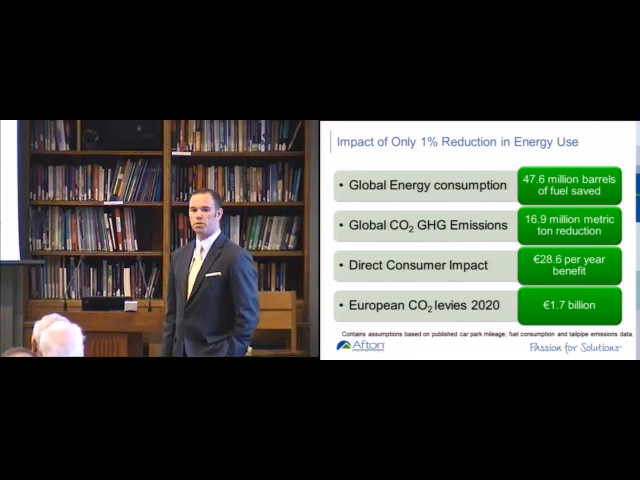 Impact of Only 1% Reduction in Energy Use
• Global Energy consumption
47.6 million barrels
of fuel saved
• Global CO₂ GHG Emissions
16.9 million metric
ton reduction
• Direct Consumer Impact
€28.6 per year
benefit
• European CO₂ levies 2020
€1.7 billion
Contains assumptions based on published car park mileage, fuel consumption and tailpipe emissions data.
Afton
Passion for Solutions